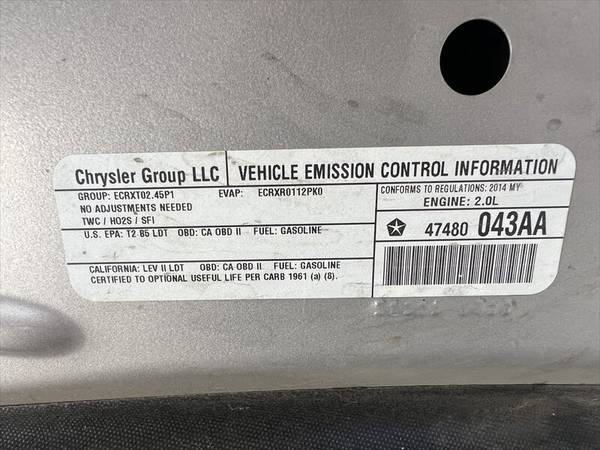 Chrysler Group LLC VEHICLE EMISSION CONTROL INFORMATION
GROUP: ECRXT02.45P1 EVAP: ECRXR0112PK0
NO ADJUSTMENTS NEEDED
TWC / HO2S / SFI
CONFORMS TO REGULATIONS: 2014 MY
ENGINE: 2.0L
U.S. EPA: T2 B5 LDT OBD: CA OBD II FUEL: GASOLINE
47480 043AA
CALIFORNIA: LEV II LDT OBD: CA OBD II FUEL: GASOLINE
CERTIFIED TO OPTIONAL USEFUL LIFE PER CARB 1961 (a) (8).